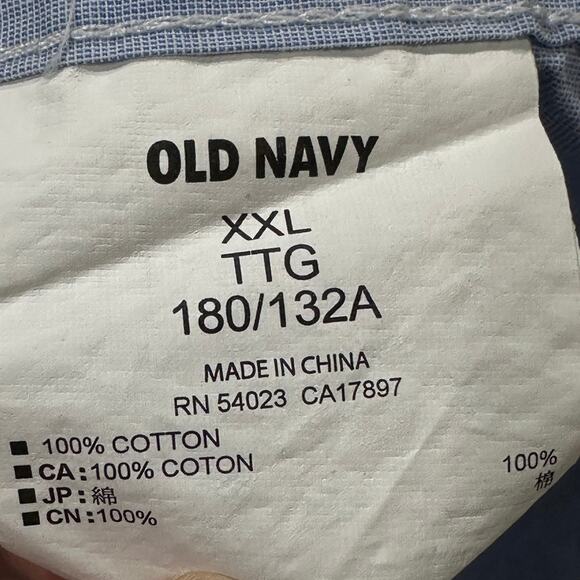 OLD NAVY
XXL
TTG
180/132A
MADE IN CHINA
RN 54023 CA17897
■ 100% COTTON
■ CA : 100% COTON
■ JP : 綿 100%
■ CN : 100% 棉